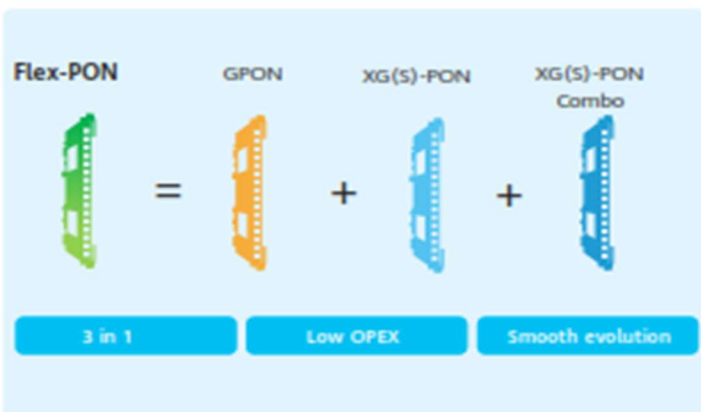 Flex-PON GPON XG(S)-PON XG(S)-PON
Combo
= + +
3 in 1 Low OPEX Smooth evolution